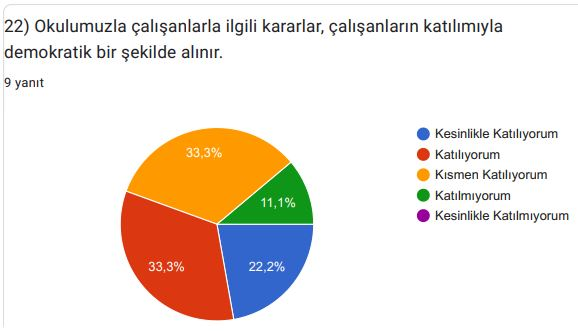 22) Okulumuzla çalışanlarla ilgili kararlar, çalışanların katılımıyla
demokratik bir şekilde alınır.
9 yanıt
33,3%
11,1%
33,3%
22,2%
Kesinlikle Katılıyorum
Katılıyorum
Kısmen Katılıyorum
Katılmıyorum
Kesinlikle Katılmıyorum